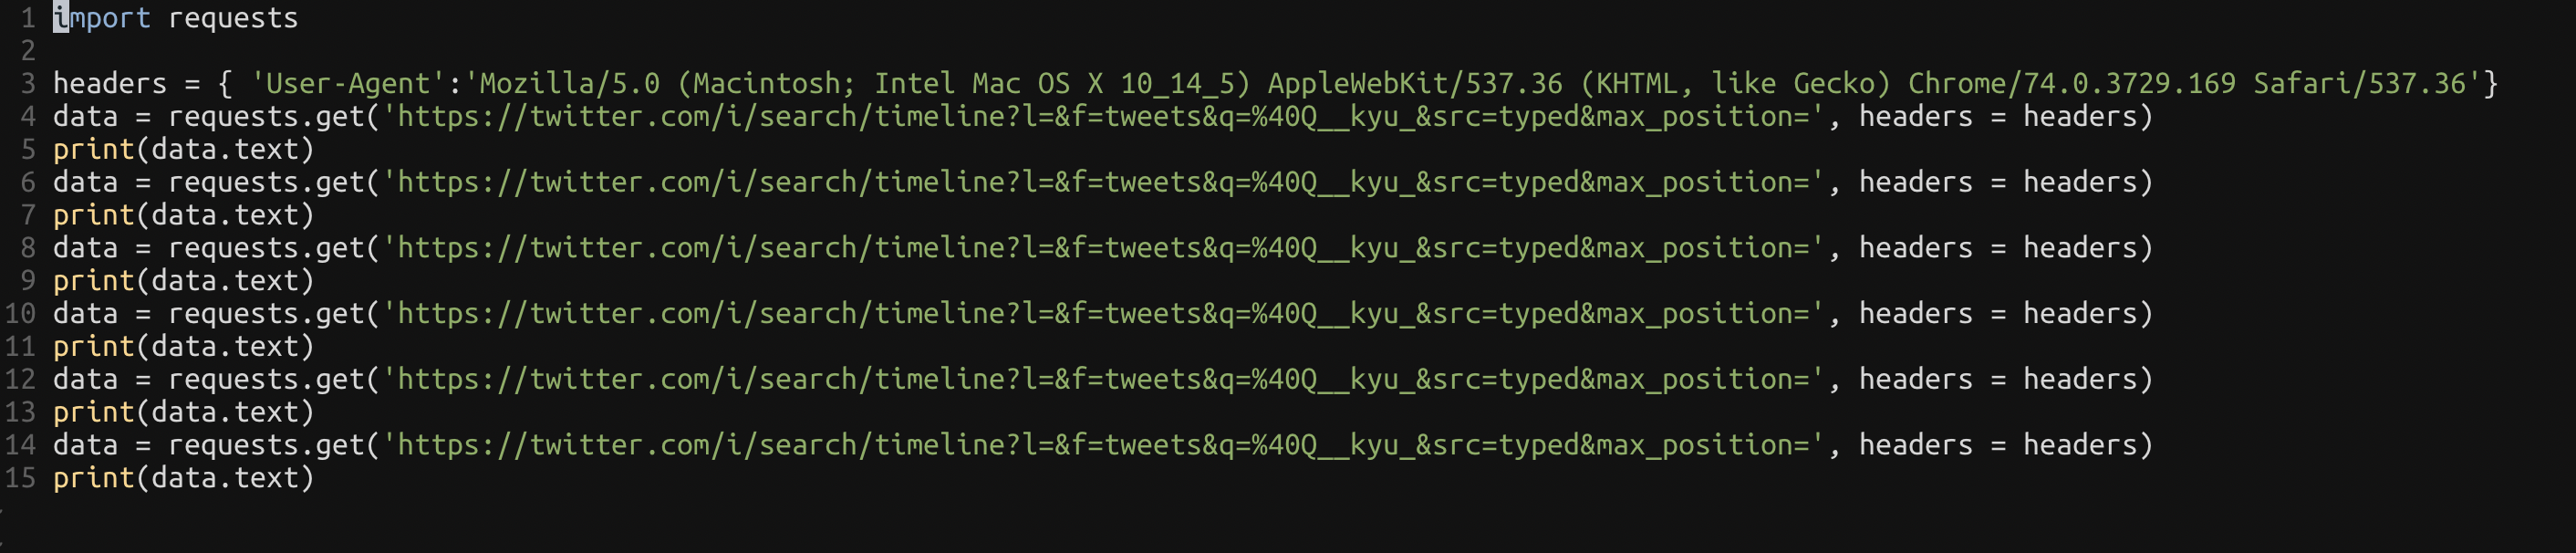 1 import requests
2
3 headers = { 'User-Agent':'Mozilla/5.0 (Macintosh; Intel Mac OS X 10_14_5) AppleWebKit/537.36 (KHTML, like Gecko) Chrome/74.0.3729.169 Safari/537.36'}
4 data = requests.get('https://twitter.com/i/search/timeline?l=&f=tweets&q=%40Q__kyu_&src=typed&max_position=', headers = headers)
5 print(data.text)
6 data = requests.get('https://twitter.com/i/search/timeline?l=&f=tweets&q=%40Q__kyu_&src=typed&max_position=', headers = headers)
7 print(data.text)
8 data = requests.get('https://twitter.com/i/search/timeline?l=&f=tweets&q=%40Q__kyu_&src=typed&max_position=', headers = headers)
9 print(data.text)
10 data = requests.get('https://twitter.com/i/search/timeline?l=&f=tweets&q=%40Q__kyu_&src=typed&max_position=', headers = headers)
11 print(data.text)
12 data = requests.get('https://twitter.com/i/search/timeline?l=&f=tweets&q=%40Q__kyu_&src=typed&max_position=', headers = headers)
13 print(data.text)
14 data = requests.get('https://twitter.com/i/search/timeline?l=&f=tweets&q=%40Q__kyu_&src=typed&max_position=', headers = headers)
15 print(data.text)